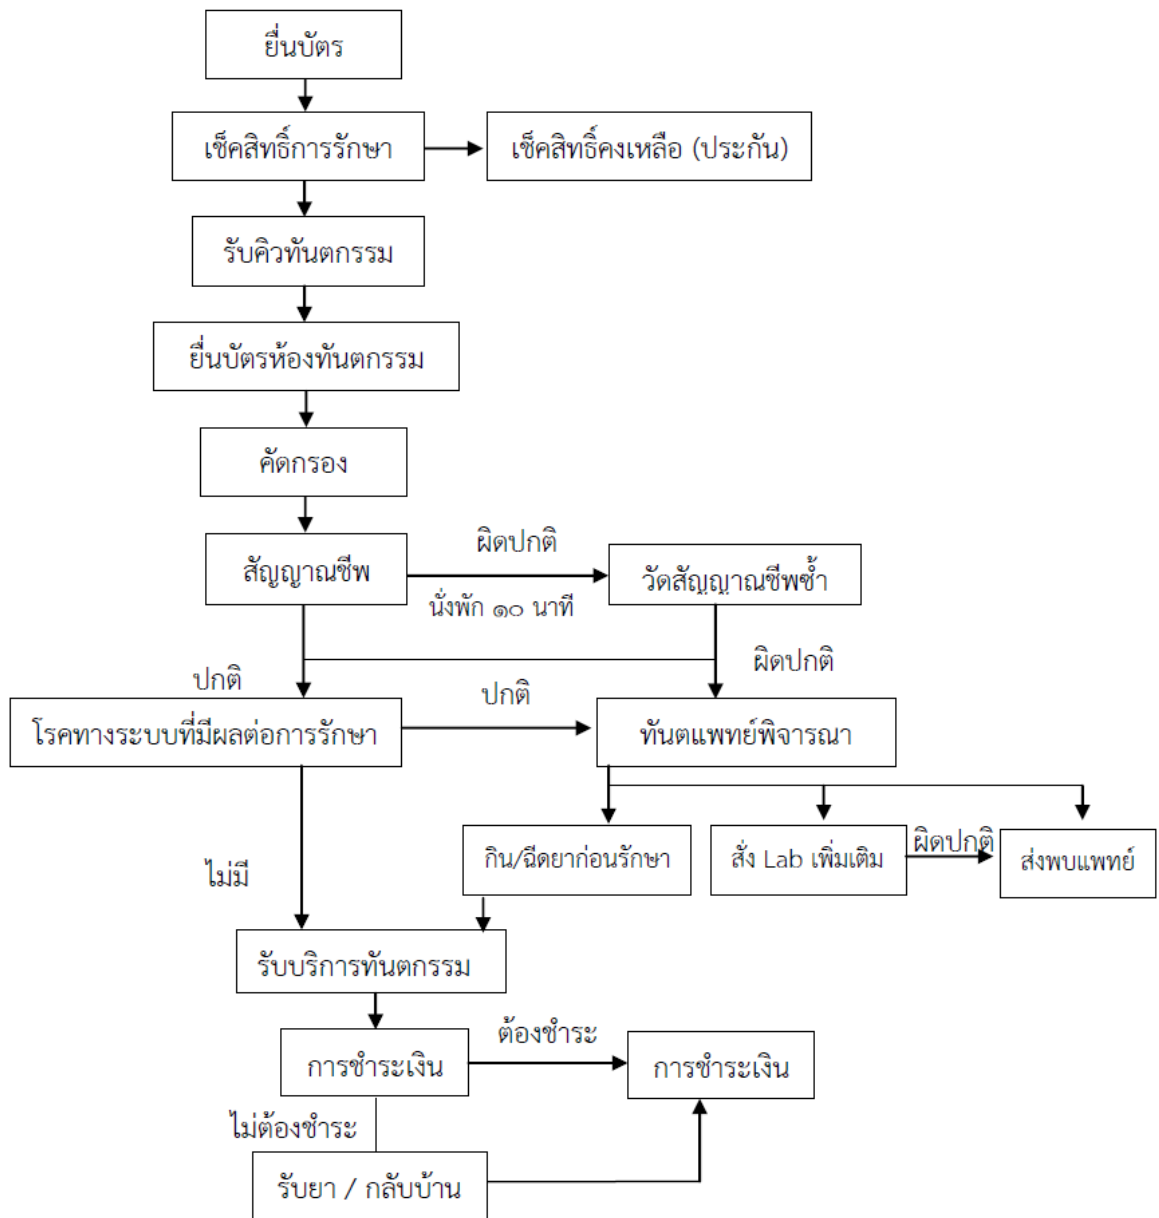 ยื่นบัตร
เช็คสิทธิ์การรักษา
เช็คสิทธิ์คงเหลือ (ประกัน)
รับคิวทันตกรรม
ยื่นบัตรห้องทันตกรรม
คัดกรอง
สัญญาณชีพ
ผิดปกติ
นั่งพัก ๑๐ นาที
วัดสัญญาณชีพซ้ำ
ปกติ
ผิดปกติ
โรคทางระบบที่มีผลต่อการรักษา
ปกติ
ทันตแพทย์พิจารณา
ไม่มี
กิน/ฉีดยาก่อนรักษา
สั่ง Lab เพิ่มเติม
ผิดปกติ
ส่งพบแพทย์
รับบริการทันตกรรม
การชำระเงิน
ต้องชำระ
การชำระเงิน
ไม่ต้องชำระ
รับยา / กลับบ้าน